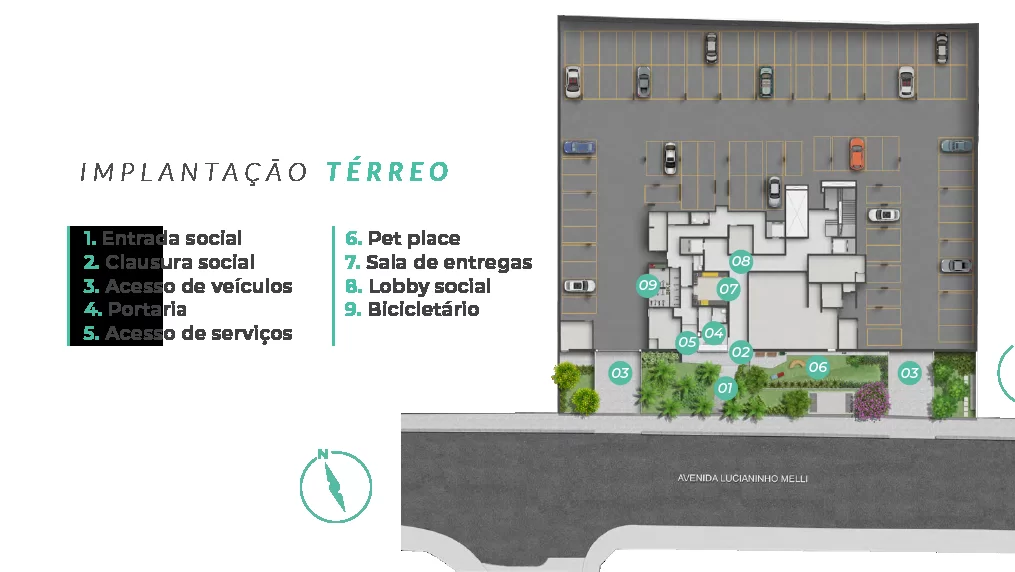 IMPLANTAÇÃO TÉRREO
1. Entrada social
2. Clausura social
3. Acesso de veículos
4. Portaria
5. Acesso de serviços
6. Pet place
7. Sala de entregas
8. Lobby social
9. Bicicletário
08
09
07
04
05
02
03
06
03
01
N
AVENIDA LUCIANINHO MELLI